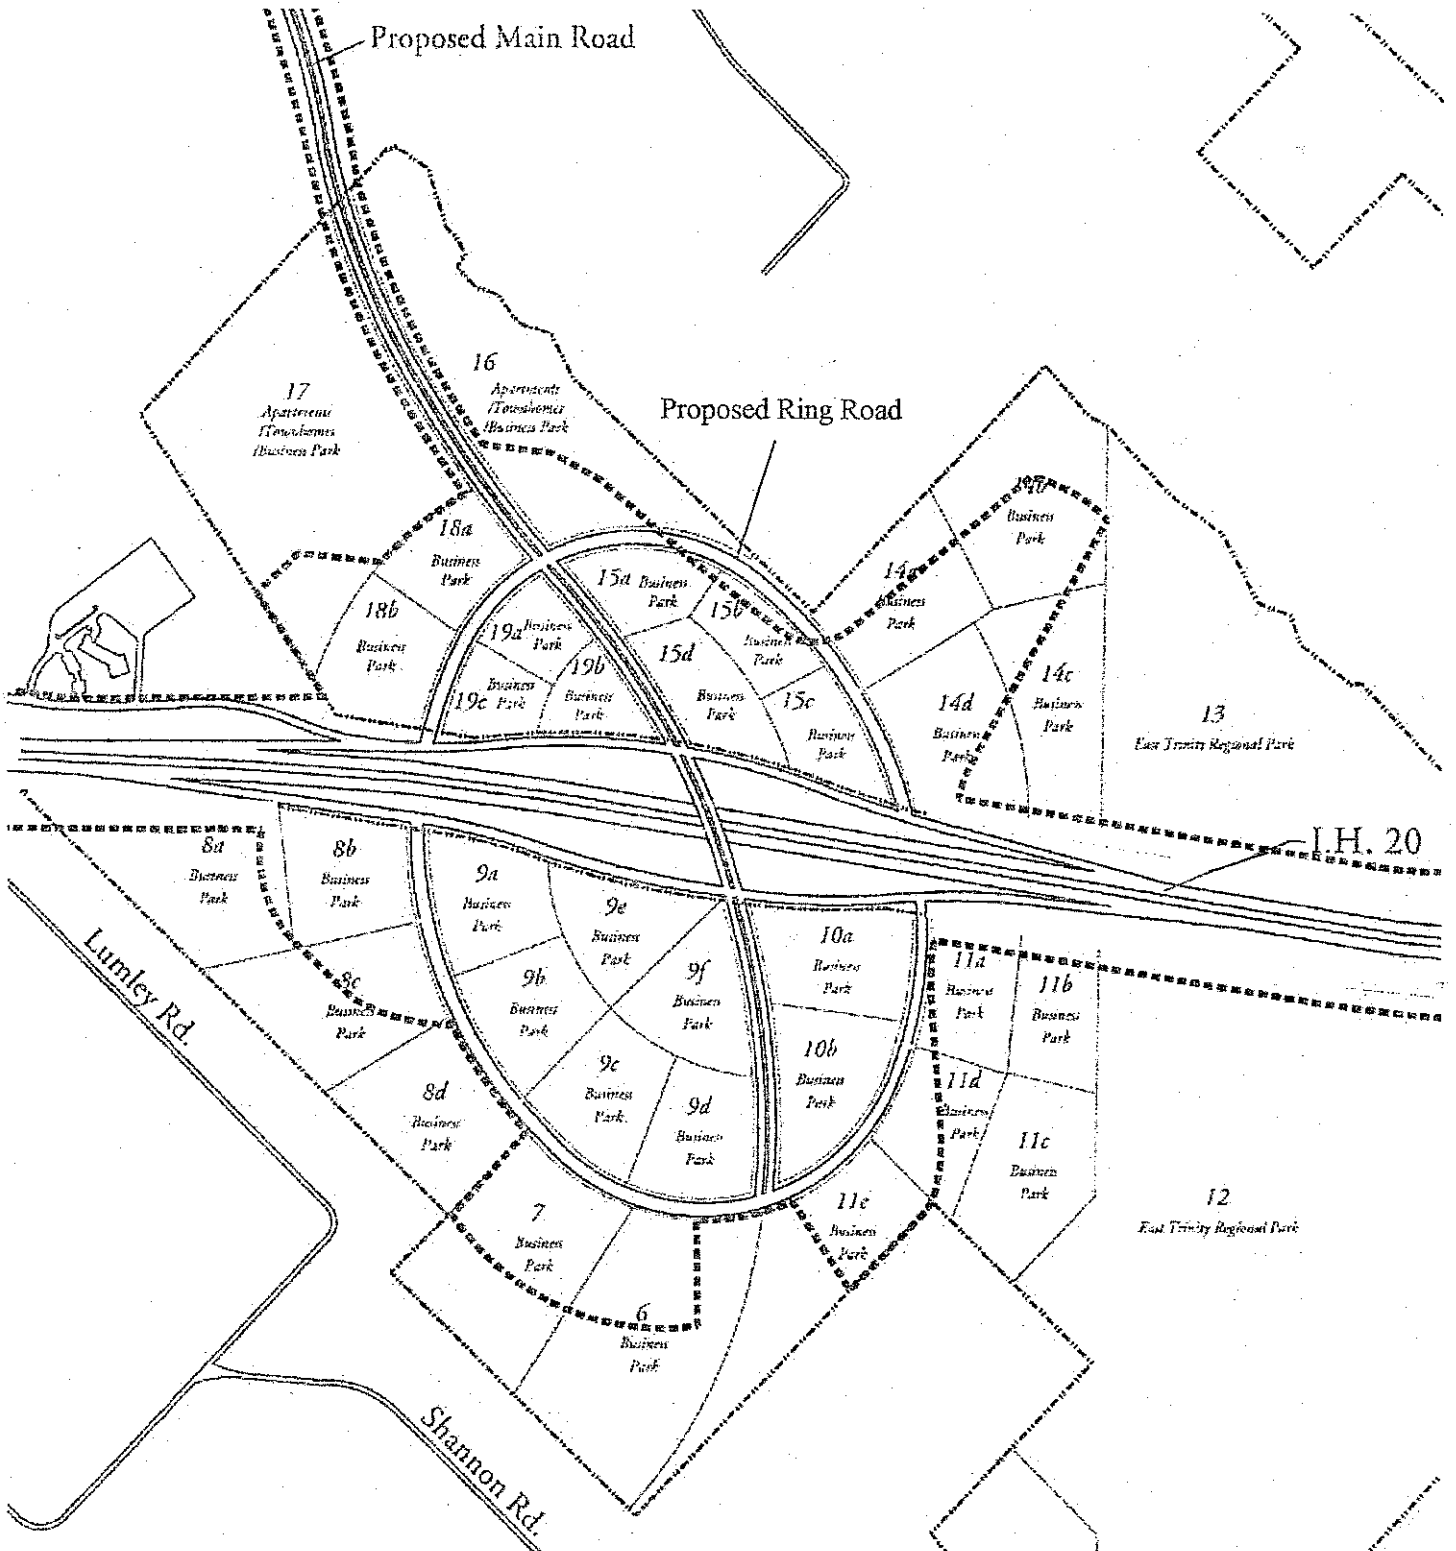 Proposed Main Road
16
Apartments
/Townhomes
/Business Park
17
Apartments
/Townhomes
/Business Park
Proposed Ring Road
14b
Business
Park
18a
Business
Park
15a Business
Park
14a
Business
Park
15b
Business
Park
18b
Business
Park
19a Business
Park
19b
Business
Park
15d
Business
Park
19c Business
Park
15c
Business
Park
14d
Business
Park
14c
Business
Park
13
East Trinity Regional Park
I.H. 20
8a
Business
Park
8b
Business
Park
9a
Business
Park
9e
Business
Park
10a
Business
Park
11a
Business
Park
11b
Business
Park
8c
Business
Park
9b
Business
Park
9f
Business
Park
Lumley Rd.
10b
Business
Park
9c
Business
Park
8d
Business
Park
9d
Business
Park
11d
Business
Park
11c
Business
Park
12
East Trinity Regional Park
7
Business
Park
11e
Business
Park
6
Business
Park
Shannon Rd.